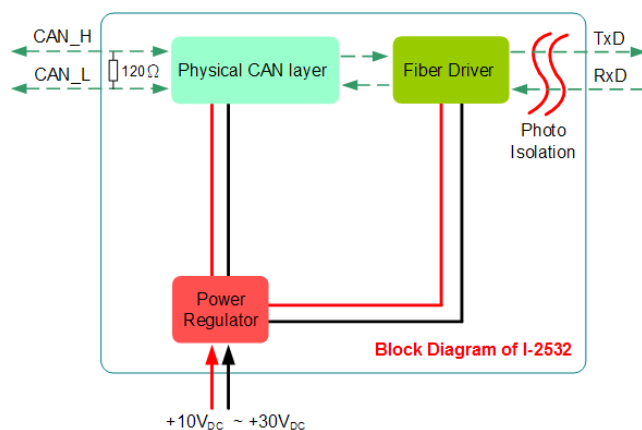 CAN_H
TxD
CAN_L
120Ω
Physical CAN layer
Fiber Driver
RxD
Photo
Isolation
Power
Regulator
Block Diagram of I-2532
+10VDC ~ +30VDC